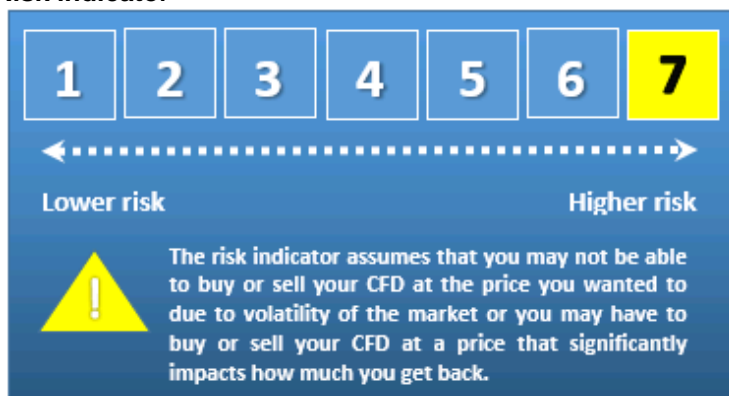 1 2 3 4 5 6 7
Lower risk Higher risk
! The risk indicator assumes that you may not be able
to buy or sell your CFD at the price you wanted to
due to volatility of the market or you may have to
buy or sell your CFD at a price that significantly
impacts how much you get back.